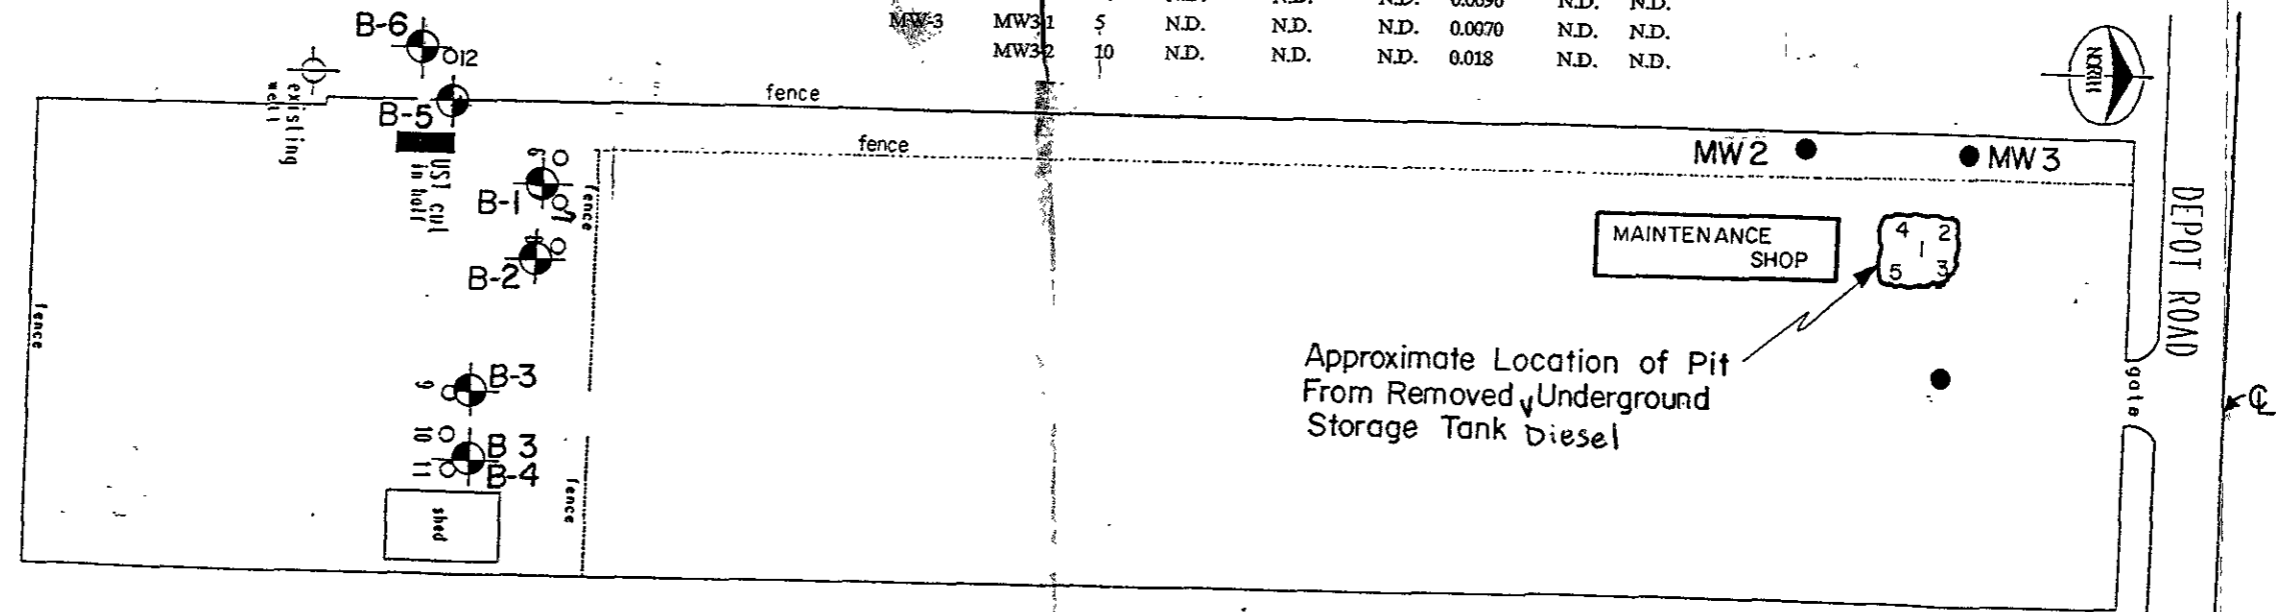 N.D. N.D. N.D. 0.0096 N.D. N.D.
MW-3 MW3-1 5 N.D. N.D. N.D. 0.0070 N.D. N.D.
MW3-2 10 N.D. N.D. N.D. 0.018 N.D. N.D.
NORTH
B-6
12
existing
well
B-5
fence
fence
UST cut
in half
6
B-1
7
fence
B-2
8
MW2
MW3
MAINTENANCE
SHOP
4 2
1
5 3
DEPOT ROAD
fence
Approximate Location of Pit
From Removed Underground
Storage Tank Diesel
9
B-3
10
B 3
11
B-4
fence
shed
gate
CL